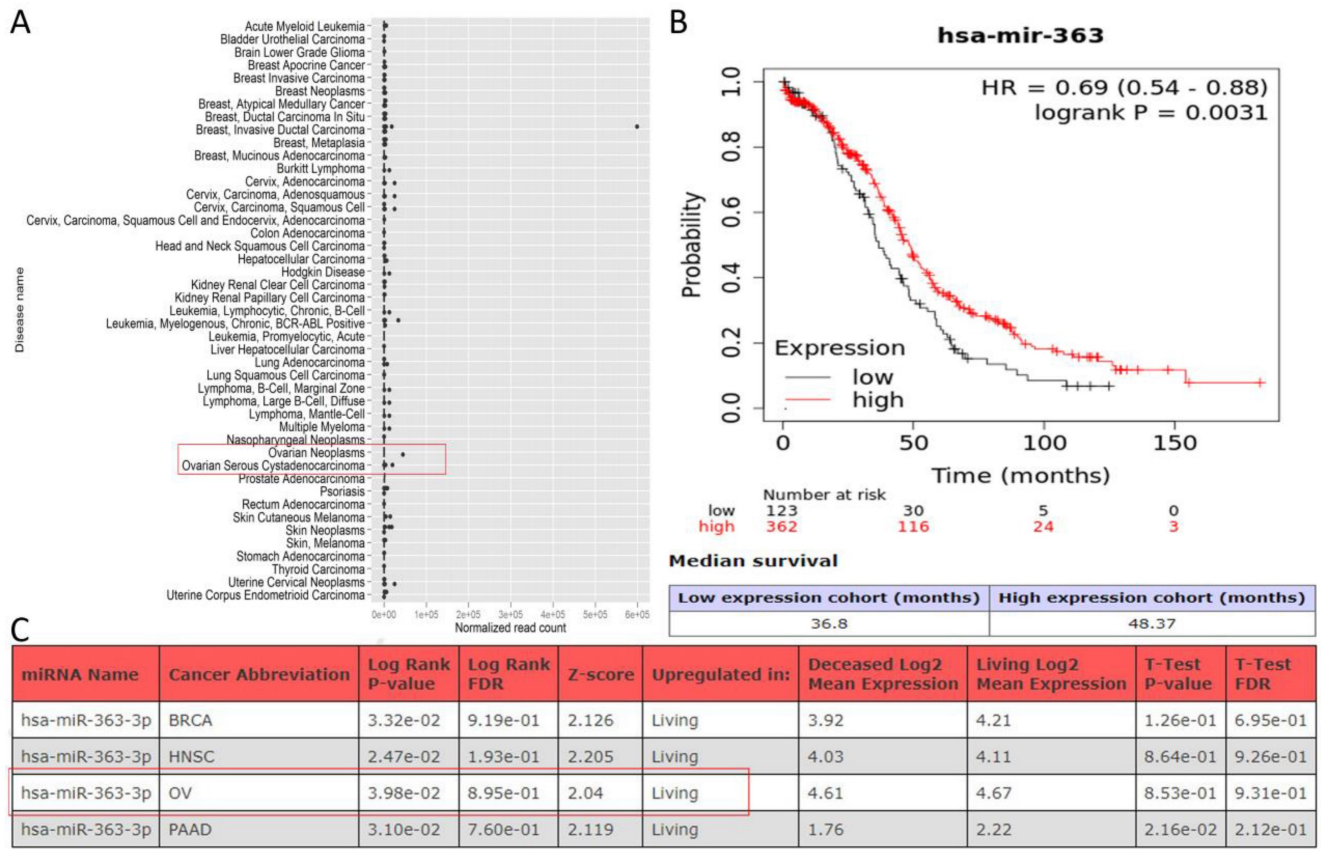 A
Acute Myeloid Leukemia
Bladder Urothelial Carcinoma
Brain Lower Grade Glioma
Breast Apocrine Cancer
Breast Invasive Carcinoma
Breast Neoplasms
Breast, Atypical Medullary Cancer
Breast, Ductal Carcinoma In Situ
Breast, Invasive Ductal Carcinoma
Breast, Metaplasia
Breast, Mucinous Adenocarcinoma
Burkitt Lymphoma
Cervix, Adenocarcinoma
Cervix, Carcinoma, Adenosquamous
Cervix, Carcinoma, Squamous Cell
Cervix, Carcinoma, Squamous Cell and Endocervix, Adenocarcinoma
Colon Adenocarcinoma
Head and Neck Squamous Cell Carcinoma
Hepatocellular Carcinoma
Hodgkin Disease
Kidney Renal Clear Cell Carcinoma
Kidney Renal Papillary Cell Carcinoma
Leukemia, Lymphocytic, Chronic, B-Cell
Leukemia, Myelogenous, Chronic, BCR-ABL Positive
Leukemia, Promyelocytic, Acute
Liver Hepatocellular Carcinoma
Lung Adenocarcinoma
Lung Squamous Cell Carcinoma
Lymphoma, B-Cell, Marginal Zone
Lymphoma, Large B-Cell, Diffuse
Lymphoma, Mantle-Cell
Multiple Myeloma
Nasopharyngeal Neoplasms
Ovarian Neoplasms
Ovarian Serous Cystadenocarcinoma
Prostate Adenocarcinoma
Psoriasis
Rectum Adenocarcinoma
Skin Cutaneous Melanoma
Skin Neoplasms
Skin, Melanoma
Stomach Adenocarcinoma
Thyroid Carcinoma
Uterine Cervical Neoplasms
Uterine Corpus Endometrioid Carcinoma
Disease name
0e+00 1e+05 2e+05 3e+05 4e+05 5e+05 6e+05
Normalized read count
B
hsa-mir-363
HR = 0.69 (0.54 - 0.88)
logrank P = 0.0031
Probability
1.0
0.8
0.6
0.4
0.2
0.0
Expression
low
high
0 50 100 150
Time (months)
Number at risk
low 123 30 5 0
high 362 116 24 3
Median survival
Low expression cohort (months) High expression cohort (months)
36.8 48.37
C
miRNA Name Cancer Abbreviation Log Rank P-value Log Rank FDR Z-score Upregulated in: Deceased Log2 Mean Expression Living Log2 Mean Expression T-Test P-value T-Test FDR
hsa-miR-363-3p BRCA 3.32e-02 9.19e-01 2.126 Living 3.92 4.21 1.26e-01 6.95e-01
hsa-miR-363-3p HNSC 2.47e-02 1.93e-01 2.205 Living 4.03 4.11 8.64e-01 9.26e-01
hsa-miR-363-3p OV 3.98e-02 8.95e-01 2.04 Living 4.61 4.67 8.53e-01 9.31e-01
hsa-miR-363-3p PAAD 3.10e-02 7.60e-01 2.119 Living 1.76 2.22 2.16e-02 2.12e-01